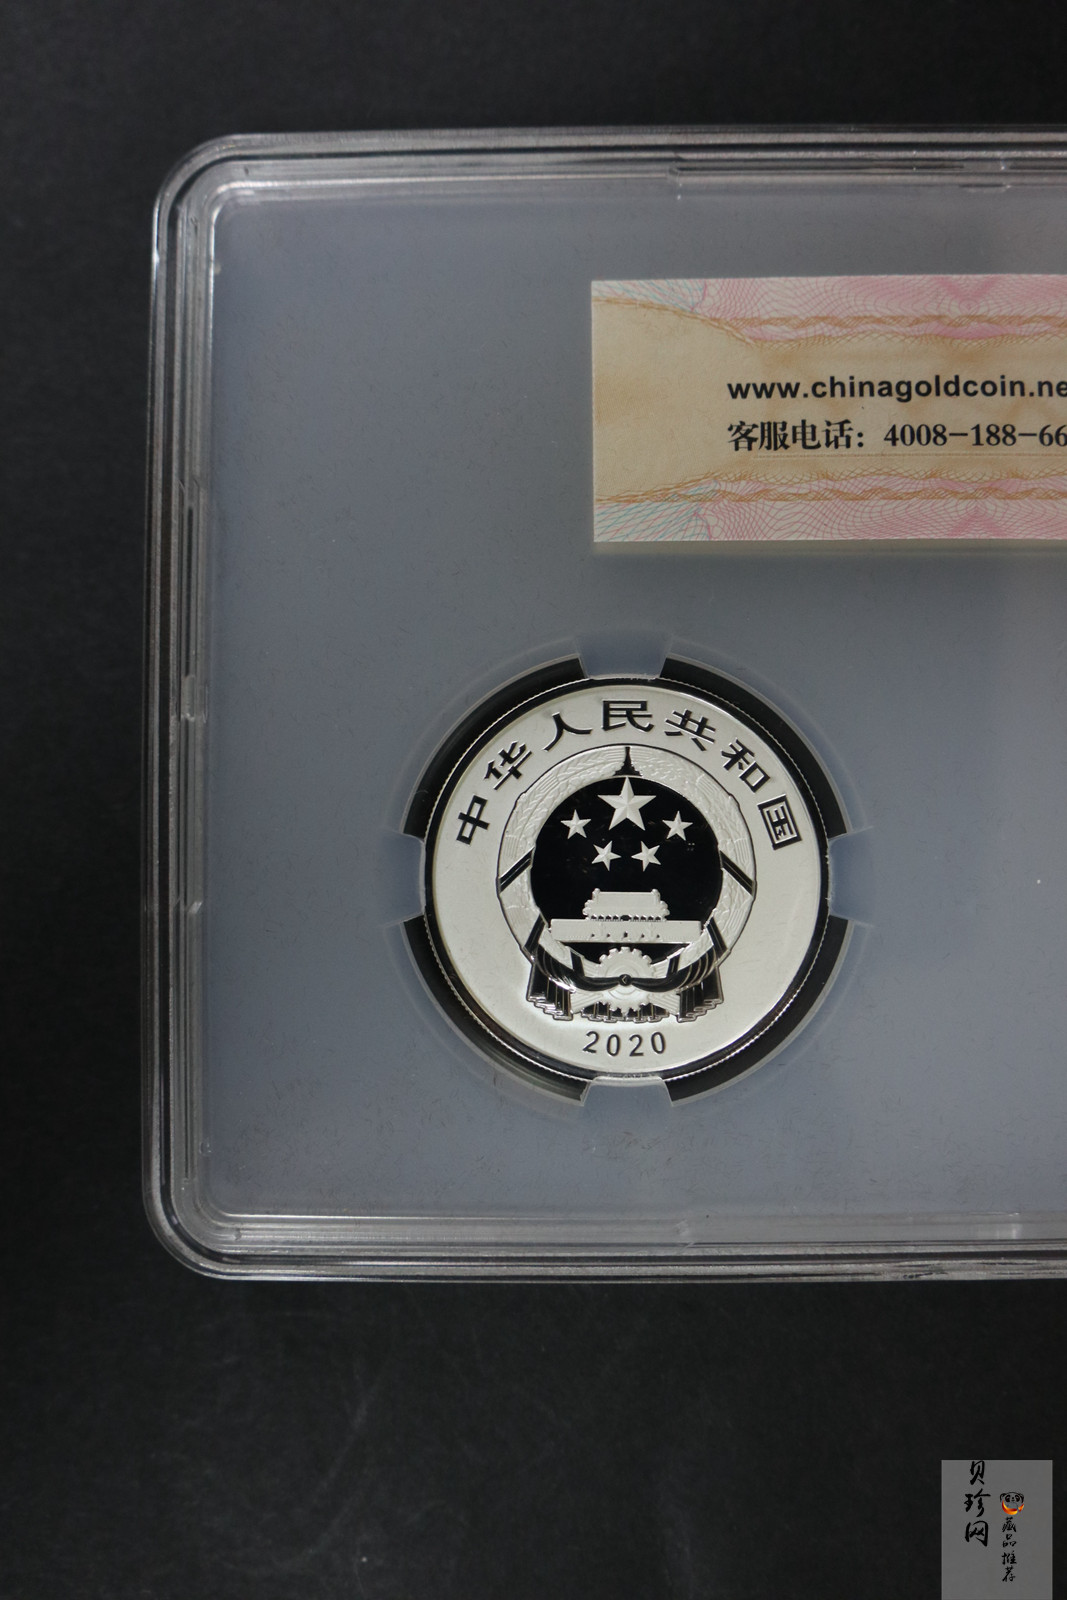 www.chinagoldcoin.ne
客服电话：4008-188-66
中华人民共和国
2020
贝珍网
藏品推荐